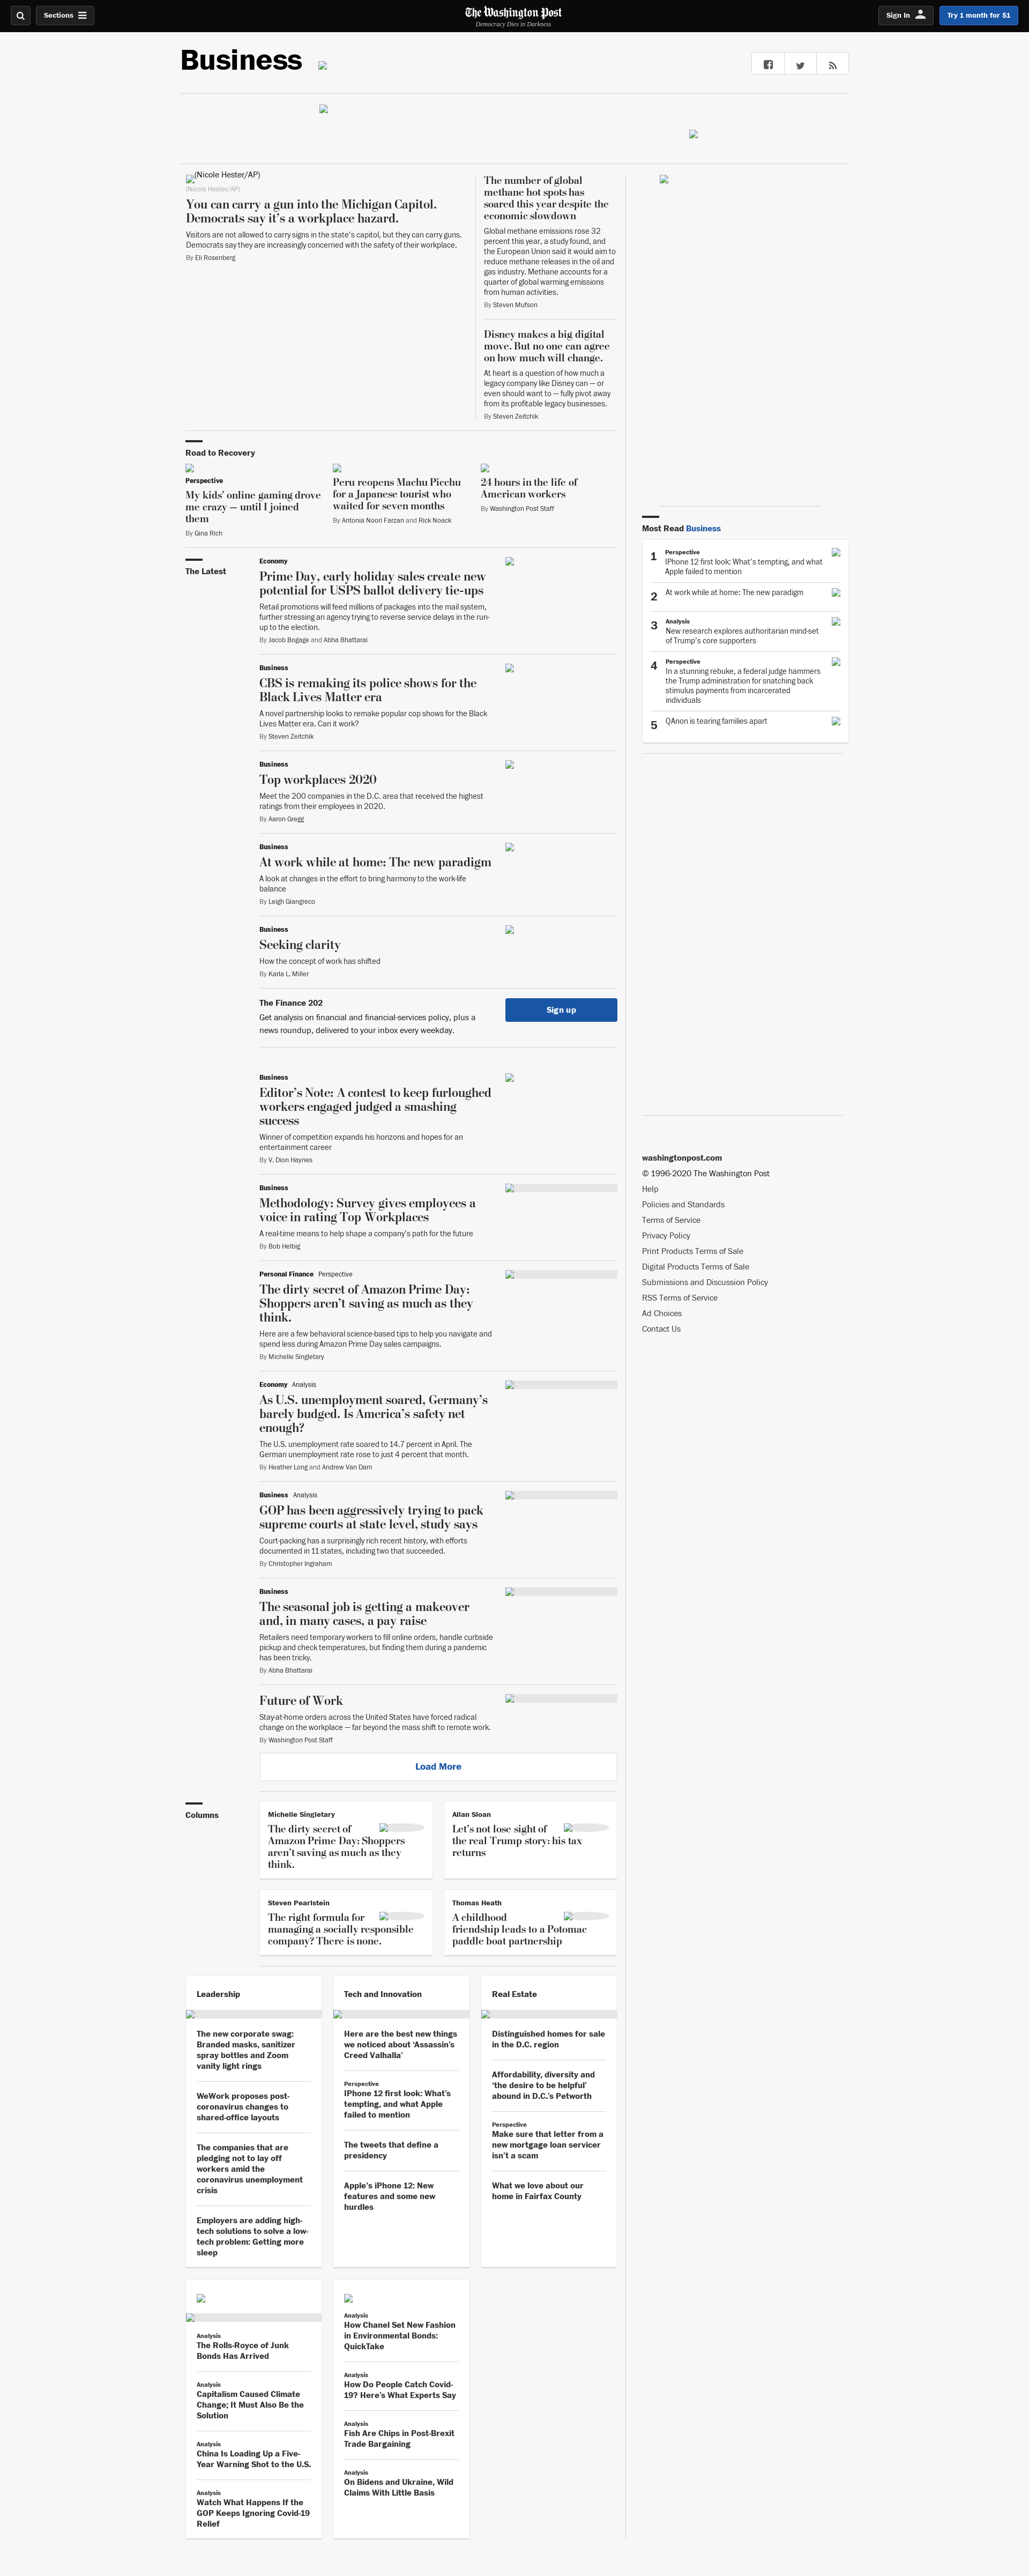 Sections
The Washington Post
Democracy Dies in Darkness
Sign In
Try 1 month for $1
Business
(Nicole Hester/AP)
(Nicole Hester/AP)
You can carry a gun into the Michigan Capitol.
Democrats say it’s a workplace hazard.
Visitors are not allowed to carry signs in the state’s capitol, but they can carry guns.
Democrats say they are increasingly concerned with the safety of their workplace.
By Eli Rosenberg
The number of global
methane hot spots has
soared this year despite the
economic slowdown
Global methane emissions rose 32
percent this year, a study found, and
the European Union said it would aim to
reduce methane releases in the oil and
gas industry. Methane accounts for a
quarter of global warming emissions
from human activities.
By Steven Mufson
Disney makes a big digital
move. But no one can agree
on how much will change.
At heart is a question of how much a
legacy company like Disney can — or
even should want to — fully pivot away
from its profitable legacy businesses.
By Steven Zeitchik
Road to Recovery
Perspective
My kids’ online gaming drove
me crazy — until I joined
them
By Gina Rich
Peru reopens Machu Picchu
for a Japanese tourist who
waited for seven months
By Antonia Noori Farzan and Rick Noack
24 hours in the life of
American workers
By Washington Post Staff
The Latest
Economy
Prime Day, early holiday sales create new
potential for USPS ballot delivery tie-ups
Retail promotions will feed millions of packages into the mail system,
further stressing an agency trying to reverse service delays in the run-
up to the election.
By Jacob Bogage and Abha Bhattarai
Business
CBS is remaking its police shows for the
Black Lives Matter era
A novel partnership looks to remake popular cop shows for the Black
Lives Matter era. Can it work?
By Steven Zeitchik
Business
Top workplaces 2020
Meet the 200 companies in the D.C. area that received the highest
ratings from their employees in 2020.
By Aaron Gregg
Business
At work while at home: The new paradigm
A look at changes in the effort to bring harmony to the work-life
balance
By Leigh Giangreco
Business
Seeking clarity
How the concept of work has shifted
By Karla L. Miller
The Finance 202
Get analysis on financial and financial-services policy, plus a
news roundup, delivered to your inbox every weekday.
Sign up
Business
Editor’s Note: A contest to keep furloughed
workers engaged judged a smashing
success
Winner of competition expands his horizons and hopes for an
entertainment career
By V. Dion Haynes
Business
Methodology: Survey gives employees a
voice in rating Top Workplaces
A real-time means to help shape a company’s path for the future
By Bob Helbig
Personal Finance Perspective
The dirty secret of Amazon Prime Day:
Shoppers aren’t saving as much as they
think.
Here are a few behavioral science-based tips to help you navigate and
spend less during Amazon Prime Day sales campaigns.
By Michelle Singletary
Economy Analysis
As U.S. unemployment soared, Germany’s
barely budged. Is America’s safety net
enough?
The U.S. unemployment rate soared to 14.7 percent in April. The
German unemployment rate rose to just 4 percent that month.
By Heather Long and Andrew Van Dam
Business Analysis
GOP has been aggressively trying to pack
supreme courts at state level, study says
Court-packing has a surprisingly rich recent history, with efforts
documented in 11 states, including two that succeeded.
By Christopher Ingraham
Business
The seasonal job is getting a makeover
and, in many cases, a pay raise
Retailers need temporary workers to fill online orders, handle curbside
pickup and check temperatures, but finding them during a pandemic
has been tricky.
By Abha Bhattarai
Future of Work
Stay-at-home orders across the United States have forced radical
change on the workplace — far beyond the mass shift to remote work.
By Washington Post Staff
Load More
Columns
Michelle Singletary
The dirty secret of
Amazon Prime Day: Shoppers
aren’t saving as much as they
think.
Allan Sloan
Let’s not lose sight of
the real Trump story: his tax
returns
Steven Pearlstein
The right formula for
managing a socially responsible
company? There is none.
Thomas Heath
A childhood
friendship leads to a Potomac
paddle boat partnership
Leadership
The new corporate swag:
Branded masks, sanitizer
spray bottles and Zoom
vanity light rings
WeWork proposes post-
coronavirus changes to
shared-office layouts
The companies that are
pledging not to lay off
workers amid the
coronavirus unemployment
crisis
Employers are adding high-
tech solutions to solve a low-
tech problem: Getting more
sleep
Tech and Innovation
Here are the best new things
we noticed about ‘Assassin’s
Creed Valhalla’
Perspective
IPhone 12 first look: What’s
tempting, and what Apple
failed to mention
The tweets that define a
presidency
Apple’s iPhone 12: New
features and some new
hurdles
Real Estate
Distinguished homes for sale
in the D.C. region
Affordability, diversity and
‘the desire to be helpful’
abound in D.C.’s Petworth
Perspective
Make sure that letter from a
new mortgage loan servicer
isn’t a scam
What we love about our
home in Fairfax County
Analysis
The Rolls-Royce of Junk
Bonds Has Arrived
Analysis
Capitalism Caused Climate
Change; It Must Also Be the
Solution
Analysis
China Is Loading Up a Five-
Year Warning Shot to the U.S.
Analysis
Watch What Happens If the
GOP Keeps Ignoring Covid-19
Relief
Analysis
How Chanel Set New Fashion
in Environmental Bonds:
QuickTake
Analysis
How Do People Catch Covid-
19? Here’s What Experts Say
Analysis
Fish Are Chips in Post-Brexit
Trade Bargaining
Analysis
On Bidens and Ukraine, Wild
Claims With Little Basis
Most Read Business
1
Perspective
IPhone 12 first look: What’s tempting, and what
Apple failed to mention
2
At work while at home: The new paradigm
3
Analysis
New research explores authoritarian mind-set
of Trump’s core supporters
4
Perspective
In a stunning rebuke, a federal judge hammers
the Trump administration for snatching back
stimulus payments from incarcerated
individuals
5
QAnon is tearing families apart
washingtonpost.com
© 1996-2020 The Washington Post
Help
Policies and Standards
Terms of Service
Privacy Policy
Print Products Terms of Sale
Digital Products Terms of Sale
Submissions and Discussion Policy
RSS Terms of Service
Ad Choices
Contact Us